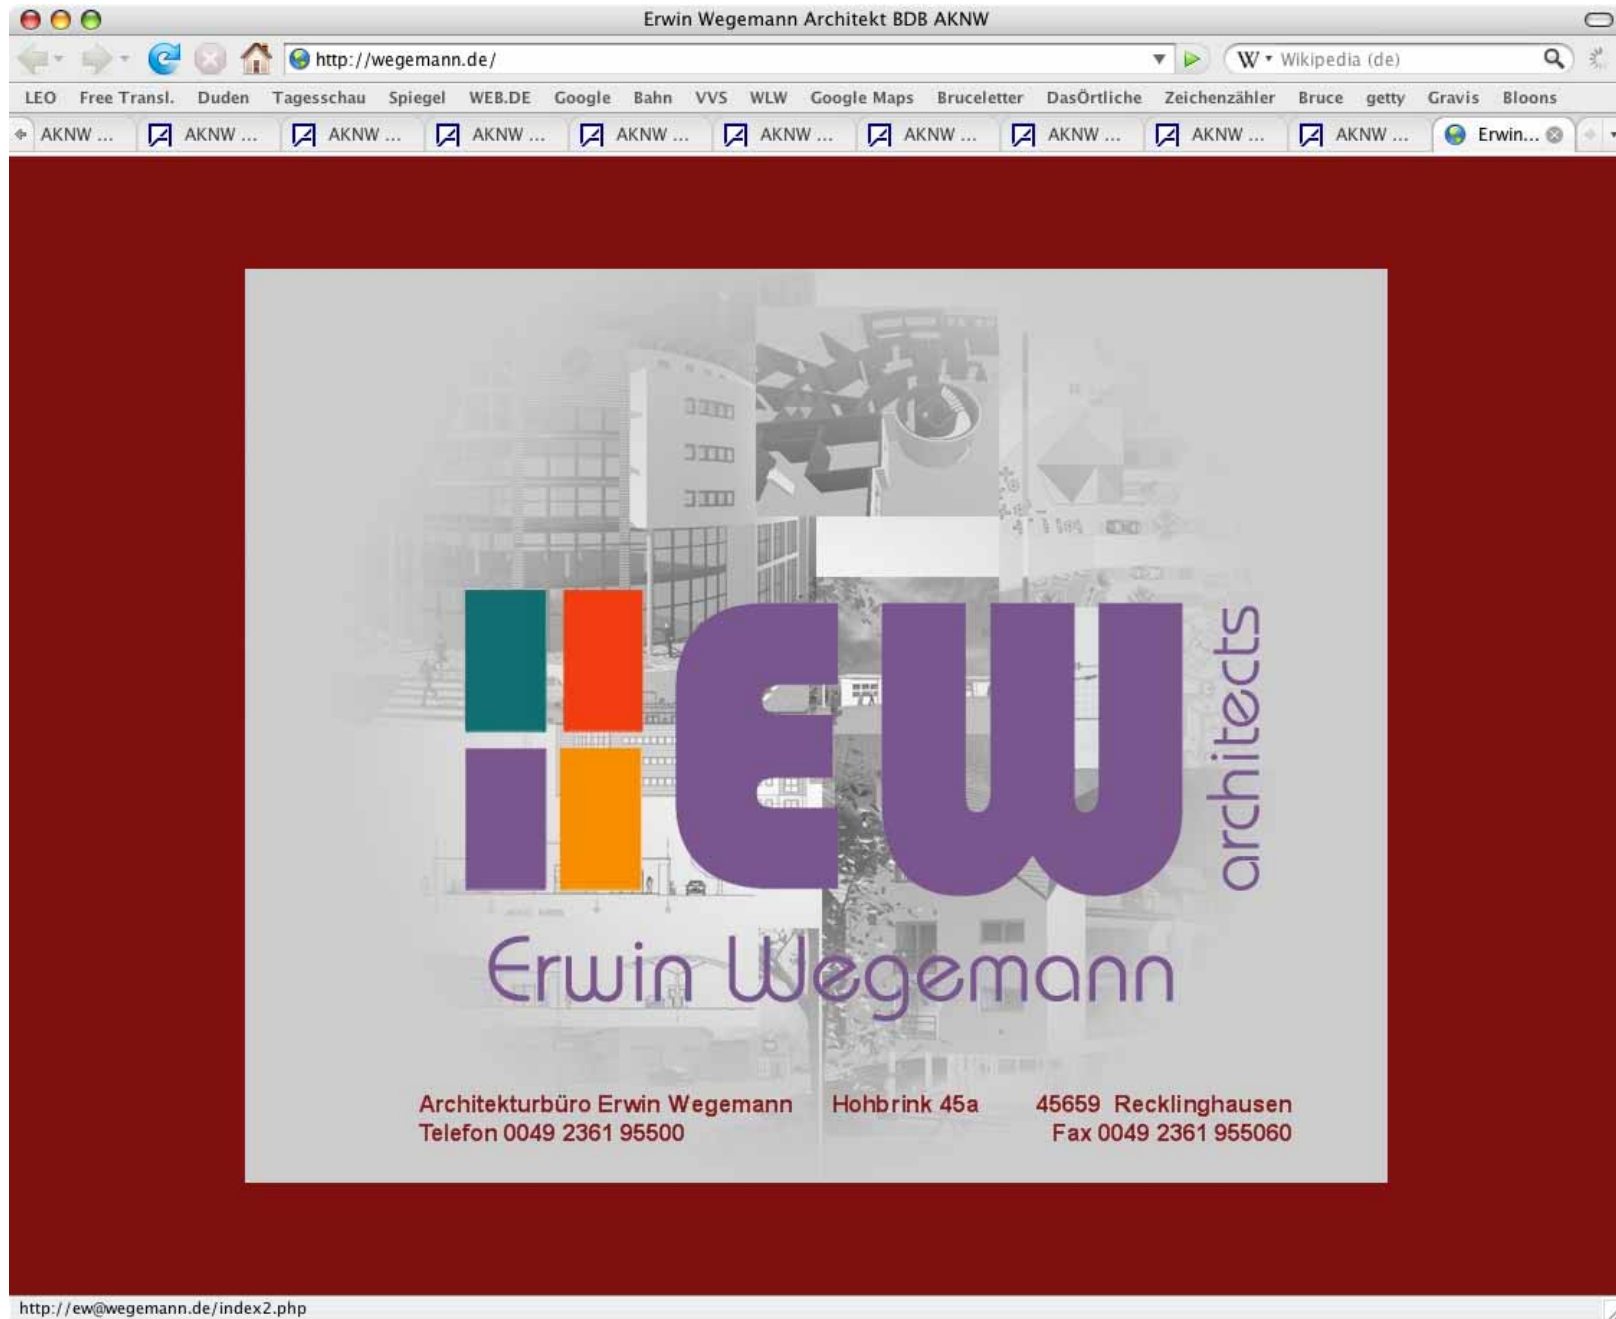 Erwin Wegemann Architekt BDB AKNW
http://wegemann.de/
W Wikipedia (de)
LEO Free Transl. Duden Tagesschau Spiegel WEB.DE Google Bahn VVS WLW Google Maps Bruceletter DasÖrtliche Zeichenzähler Bruce getty Gravis Bloons
AKNW ... AKNW ... AKNW ... AKNW ... AKNW ... AKNW ... AKNW ... AKNW ... AKNW ... AKNW ... Erwin...
EW
architects
Erwin Wegemann
Architekturbüro Erwin Wegemann Hohbrink 45a 45659 Recklinghausen
Telefon 0049 2361 95500 Fax 0049 2361 955060
http://ew@wegemann.de/index2.php